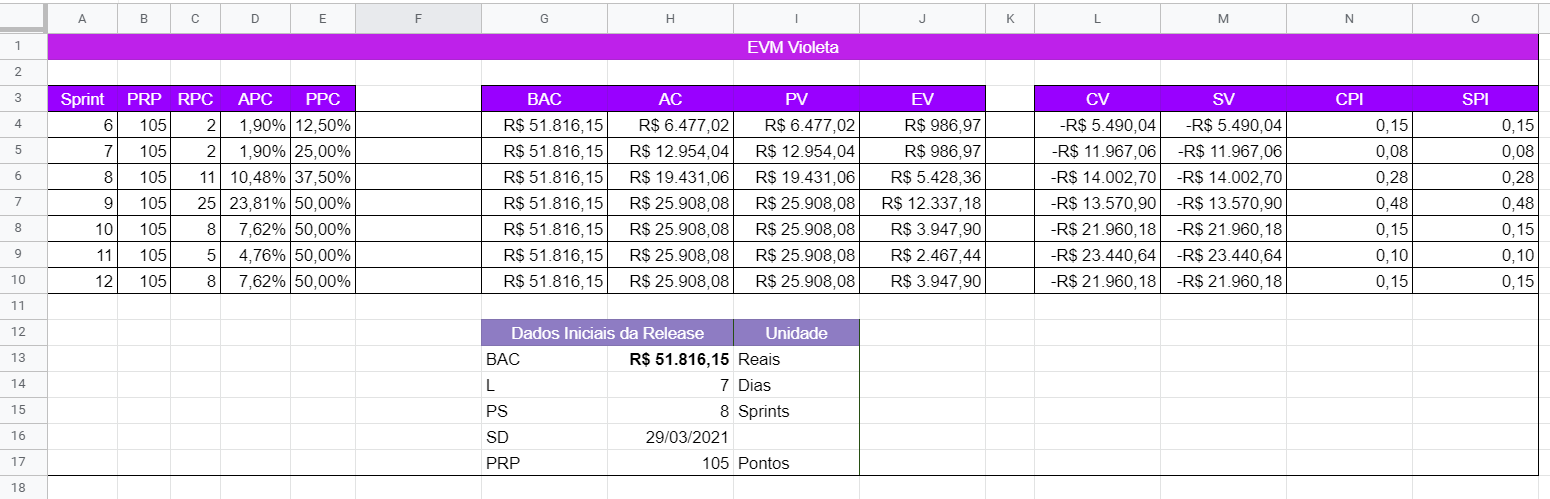 A B C D E F G H I J K L M N O
1 EVM Violeta
2
3 Sprint PRP RPC APC PPC BAC AC PV EV CV SV CPI SPI
4 6 105 2 1,90% 12,50% R$ 51.816,15 R$ 6.477,02 R$ 6.477,02 R$ 986,97 -R$ 5.490,04 -R$ 5.490,04 0,15 0,15
5 7 105 2 1,90% 25,00% R$ 51.816,15 R$ 12.954,04 R$ 12.954,04 R$ 986,97 -R$ 11.967,06 -R$ 11.967,06 0,08 0,08
6 8 105 11 10,48% 37,50% R$ 51.816,15 R$ 19.431,06 R$ 19.431,06 R$ 5.428,36 -R$ 14.002,70 -R$ 14.002,70 0,28 0,28
7 9 105 25 23,81% 50,00% R$ 51.816,15 R$ 25.908,08 R$ 25.908,08 R$ 12.337,18 -R$ 13.570,90 -R$ 13.570,90 0,48 0,48
8 10 105 8 7,62% 50,00% R$ 51.816,15 R$ 25.908,08 R$ 25.908,08 R$ 3.947,90 -R$ 21.960,18 -R$ 21.960,18 0,15 0,15
9 11 105 5 4,76% 50,00% R$ 51.816,15 R$ 25.908,08 R$ 25.908,08 R$ 2.467,44 -R$ 23.440,64 -R$ 23.440,64 0,10 0,10
10 12 105 8 7,62% 50,00% R$ 51.816,15 R$ 25.908,08 R$ 25.908,08 R$ 3.947,90 -R$ 21.960,18 -R$ 21.960,18 0,15 0,15
11
12 Dados Iniciais da Release Unidade
13 BAC R$ 51.816,15 Reais
14 L 7 Dias
15 PS 8 Sprints
16 SD 29/03/2021
17 PRP 105 Pontos
18